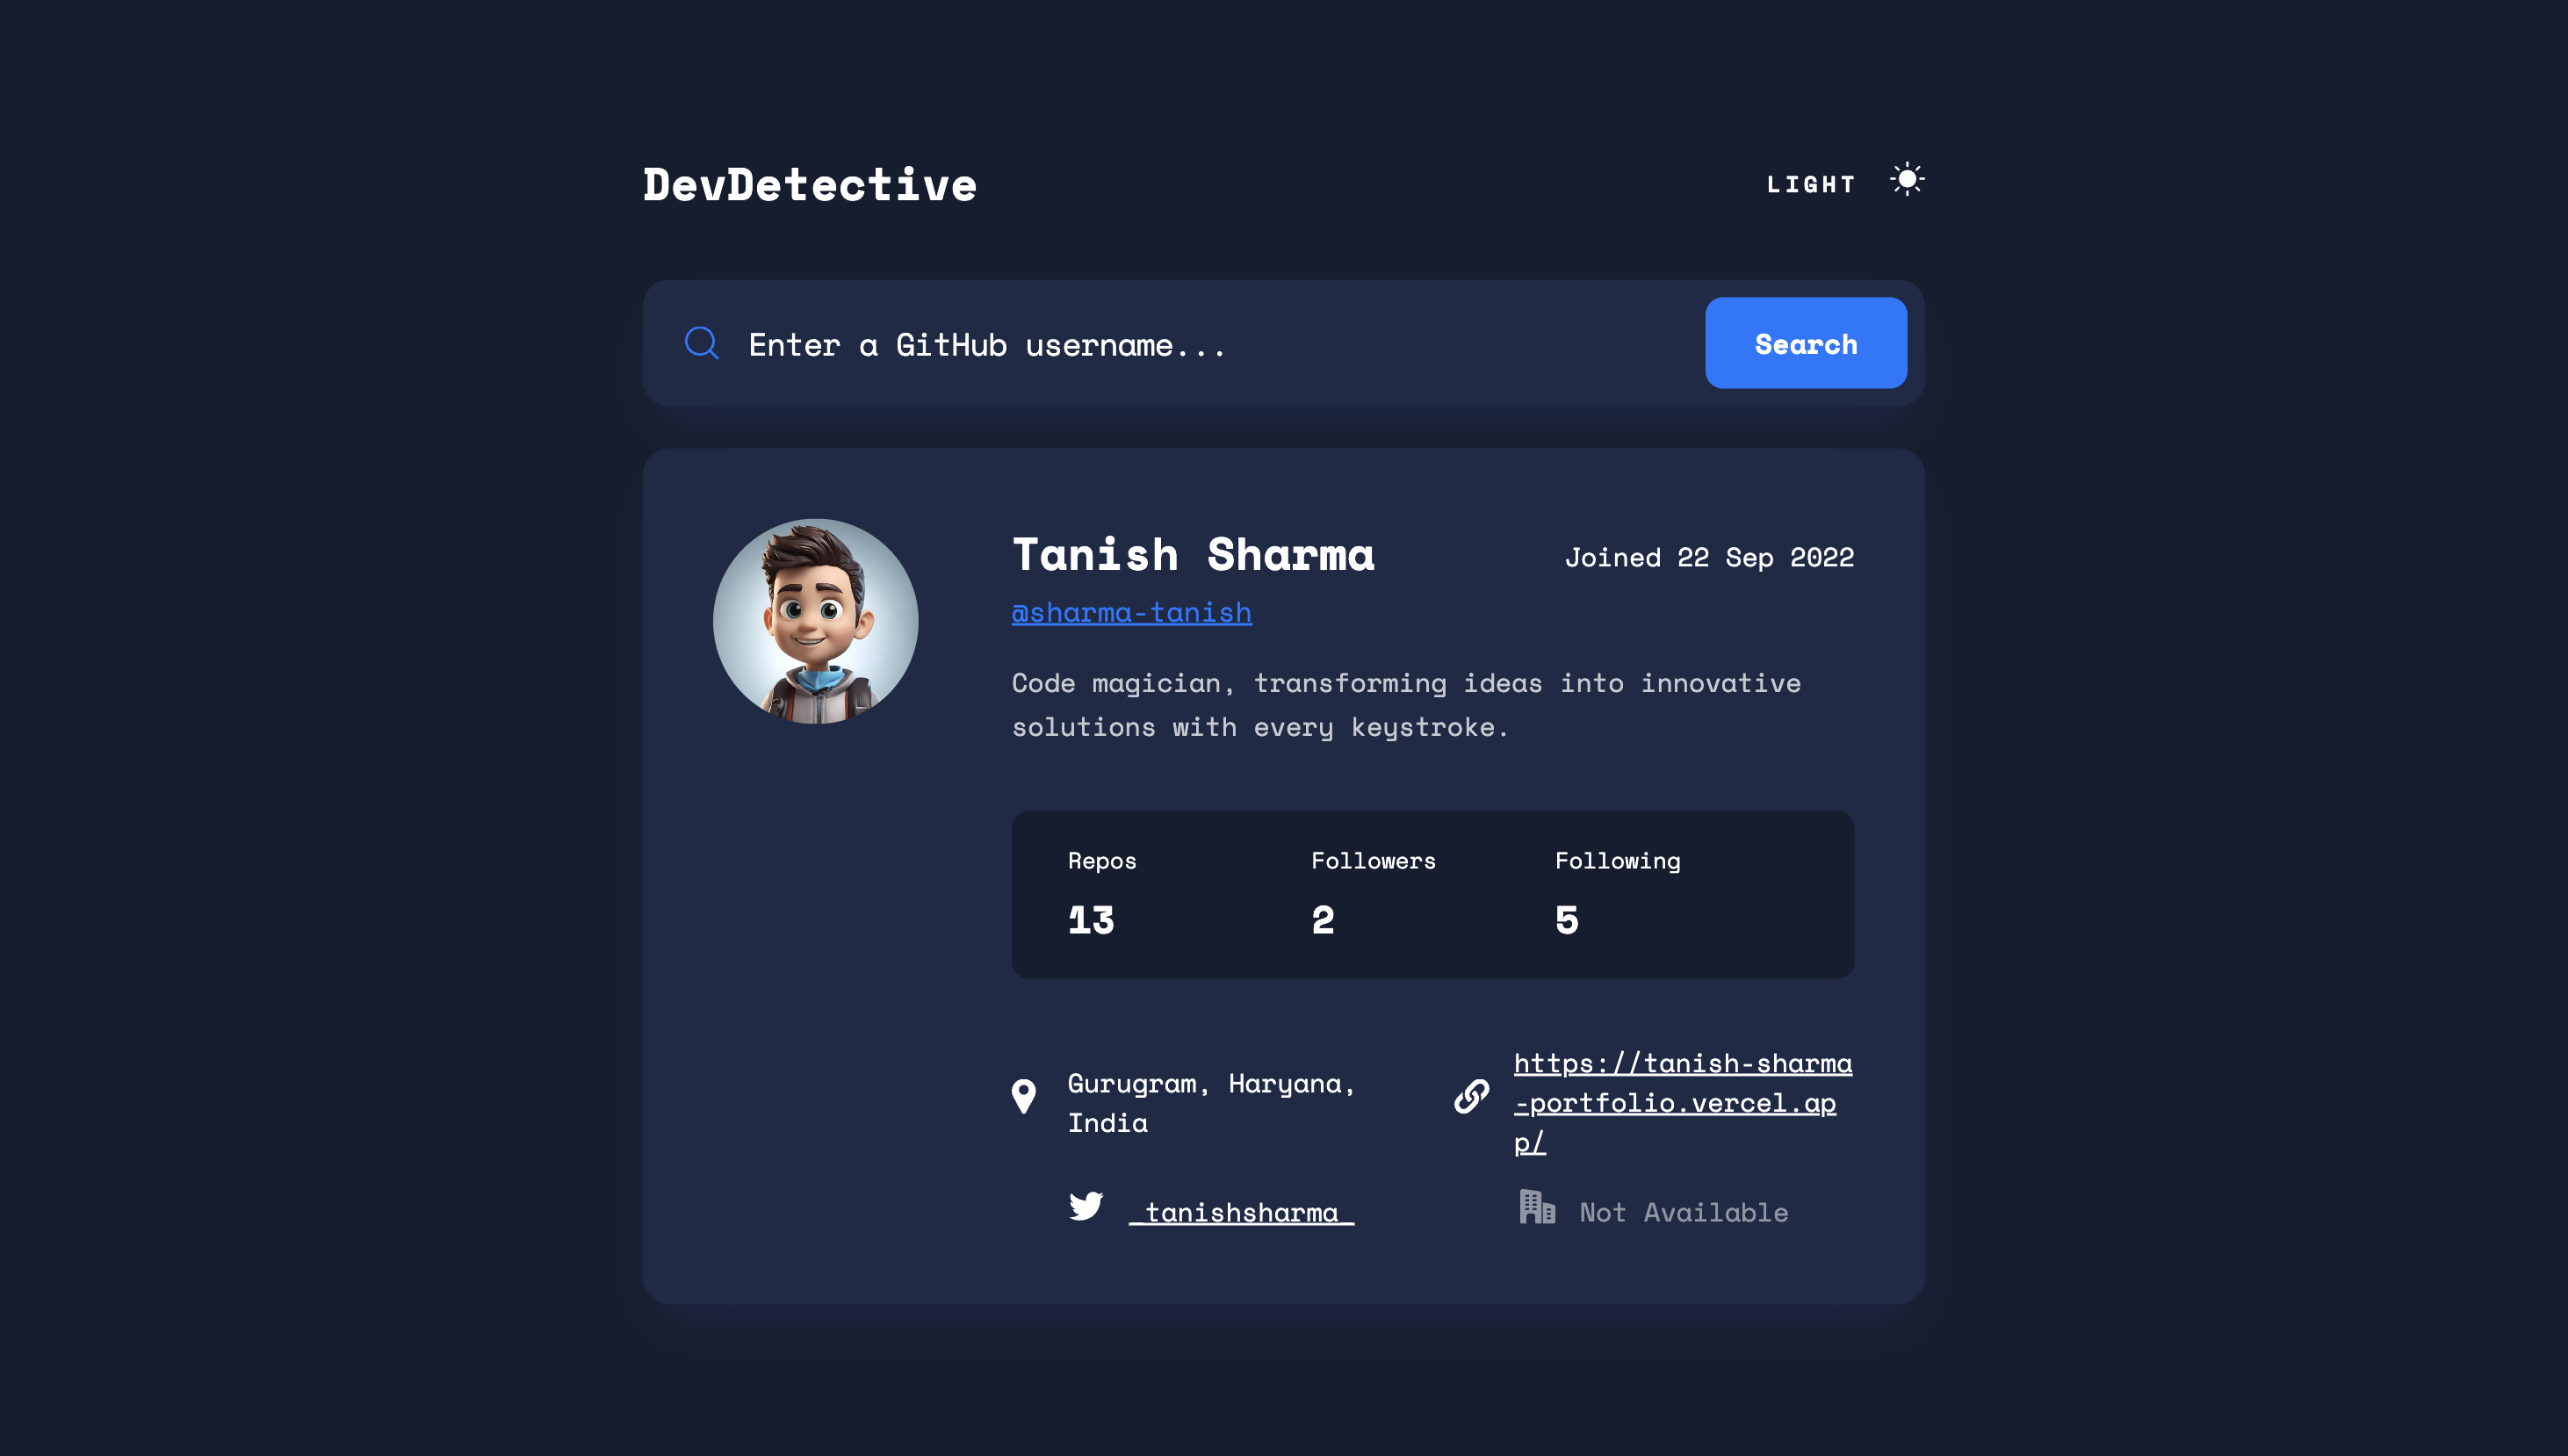 DevDetective
LIGHT
Enter a GitHub username...
Search
Tanish Sharma
Joined 22 Sep 2022
@sharma-tanish
Code magician, transforming ideas into innovative
solutions with every keystroke.
Repos
Followers
Following
13
2
5
Gurugram, Haryana,
India
https://tanish-sharma
-portfolio.vercel.ap
p/
_tanishsharma_
Not Available